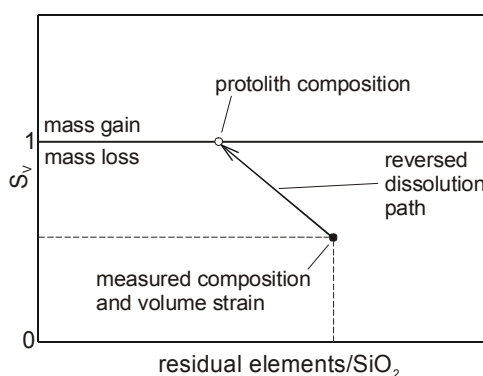 protolith composition
mass gain
1
mass loss
S_V
reversed
dissolution
path
measured composition
and volume strain
0
residual elements/SiO₂